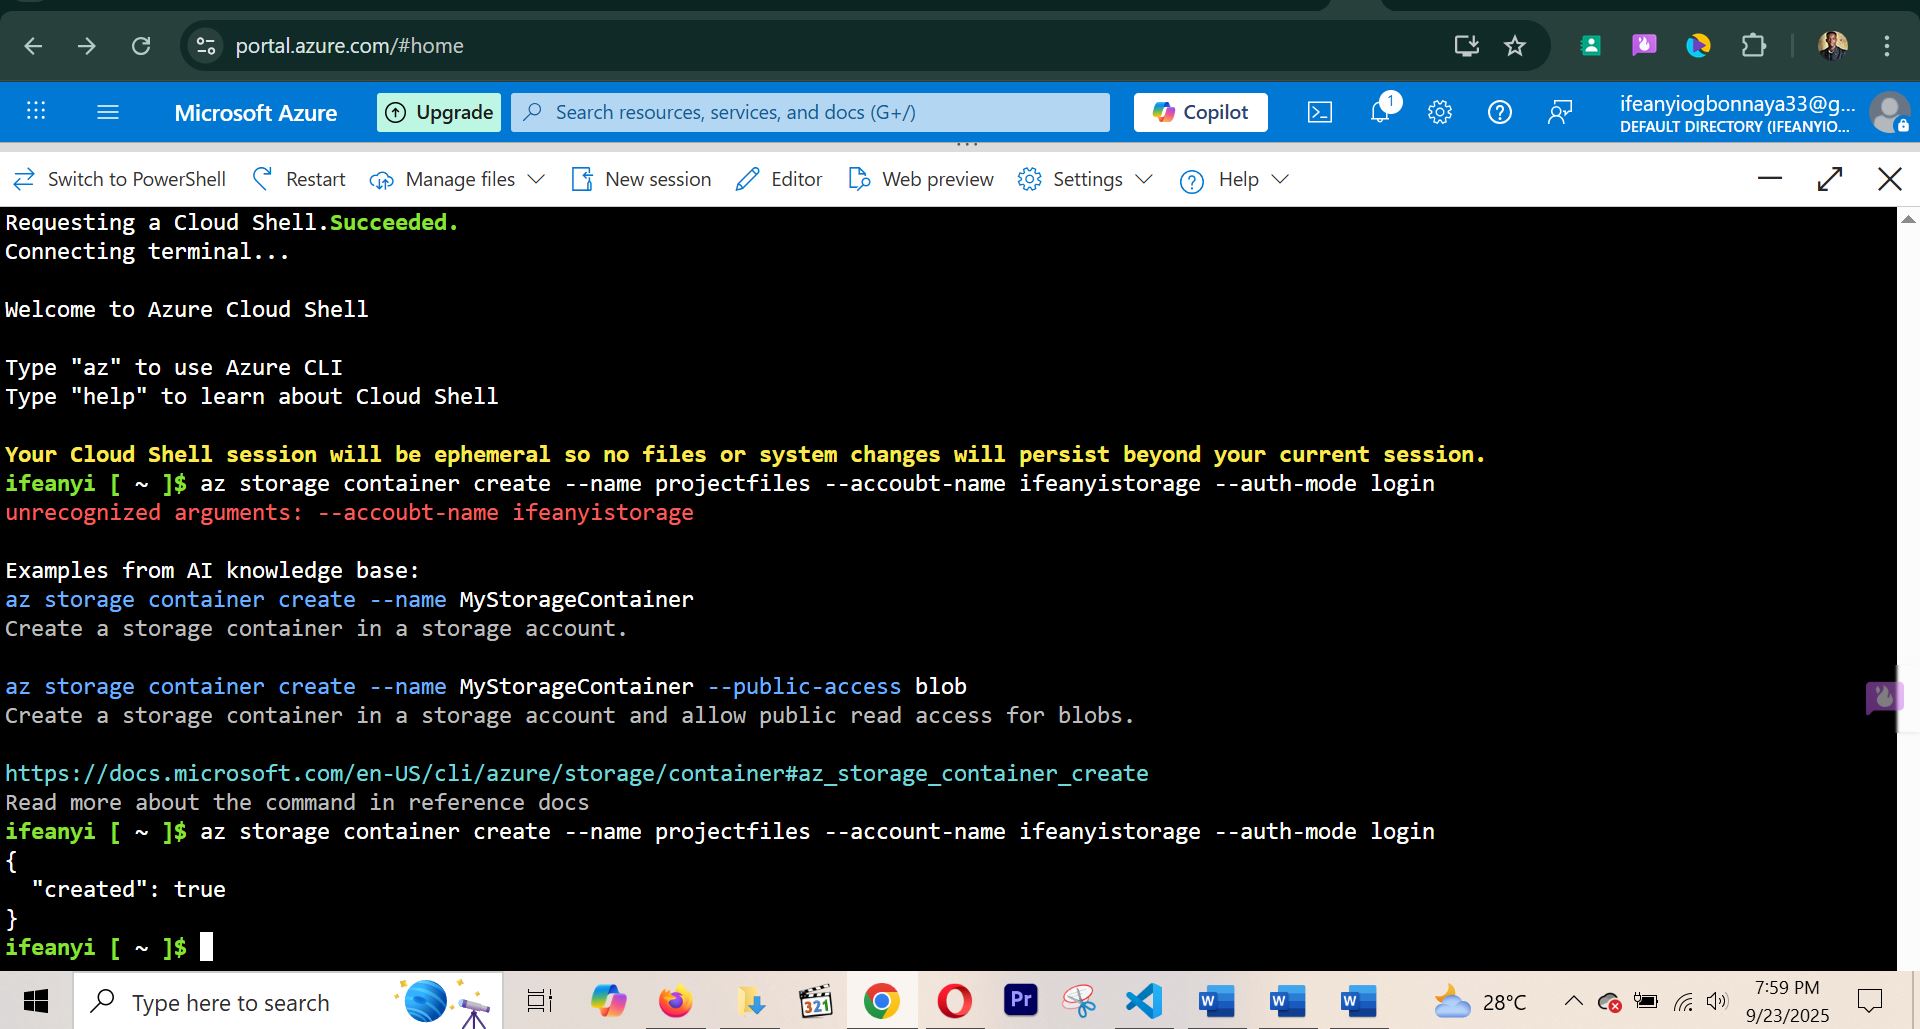 portal.azure.com/#home
Microsoft Azure
Upgrade
Search resources, services, and docs (G+/)
Copilot
1
ifeanyiogbonnaya33@g...
DEFAULT DIRECTORY (IFEANYIO...
Switch to PowerShell
Restart
Manage files
New session
Editor
Web preview
Settings
Help
Requesting a Cloud Shell.Succeeded.
Connecting terminal...
Welcome to Azure Cloud Shell
Type "az" to use Azure CLI
Type "help" to learn about Cloud Shell
Your Cloud Shell session will be ephemeral so no files or system changes will persist beyond your current session.
ifeanyi [ ~ ]$ az storage container create --name projectfiles --accoubt-name ifeanyistorage --auth-mode login
unrecognized arguments: --accoubt-name ifeanyistorage
Examples from AI knowledge base:
az storage container create --name MyStorageContainer
Create a storage container in a storage account.
az storage container create --name MyStorageContainer --public-access blob
Create a storage container in a storage account and allow public read access for blobs.
https://docs.microsoft.com/en-US/cli/azure/storage/container#az_storage_container_create
Read more about the command in reference docs
ifeanyi [ ~ ]$ az storage container create --name projectfiles --account-name ifeanyistorage --auth-mode login
{
  "created": true
}
ifeanyi [ ~ ]$
Type here to search
321
Pr
W
W
W
28°C
7:59 PM
9/23/2025